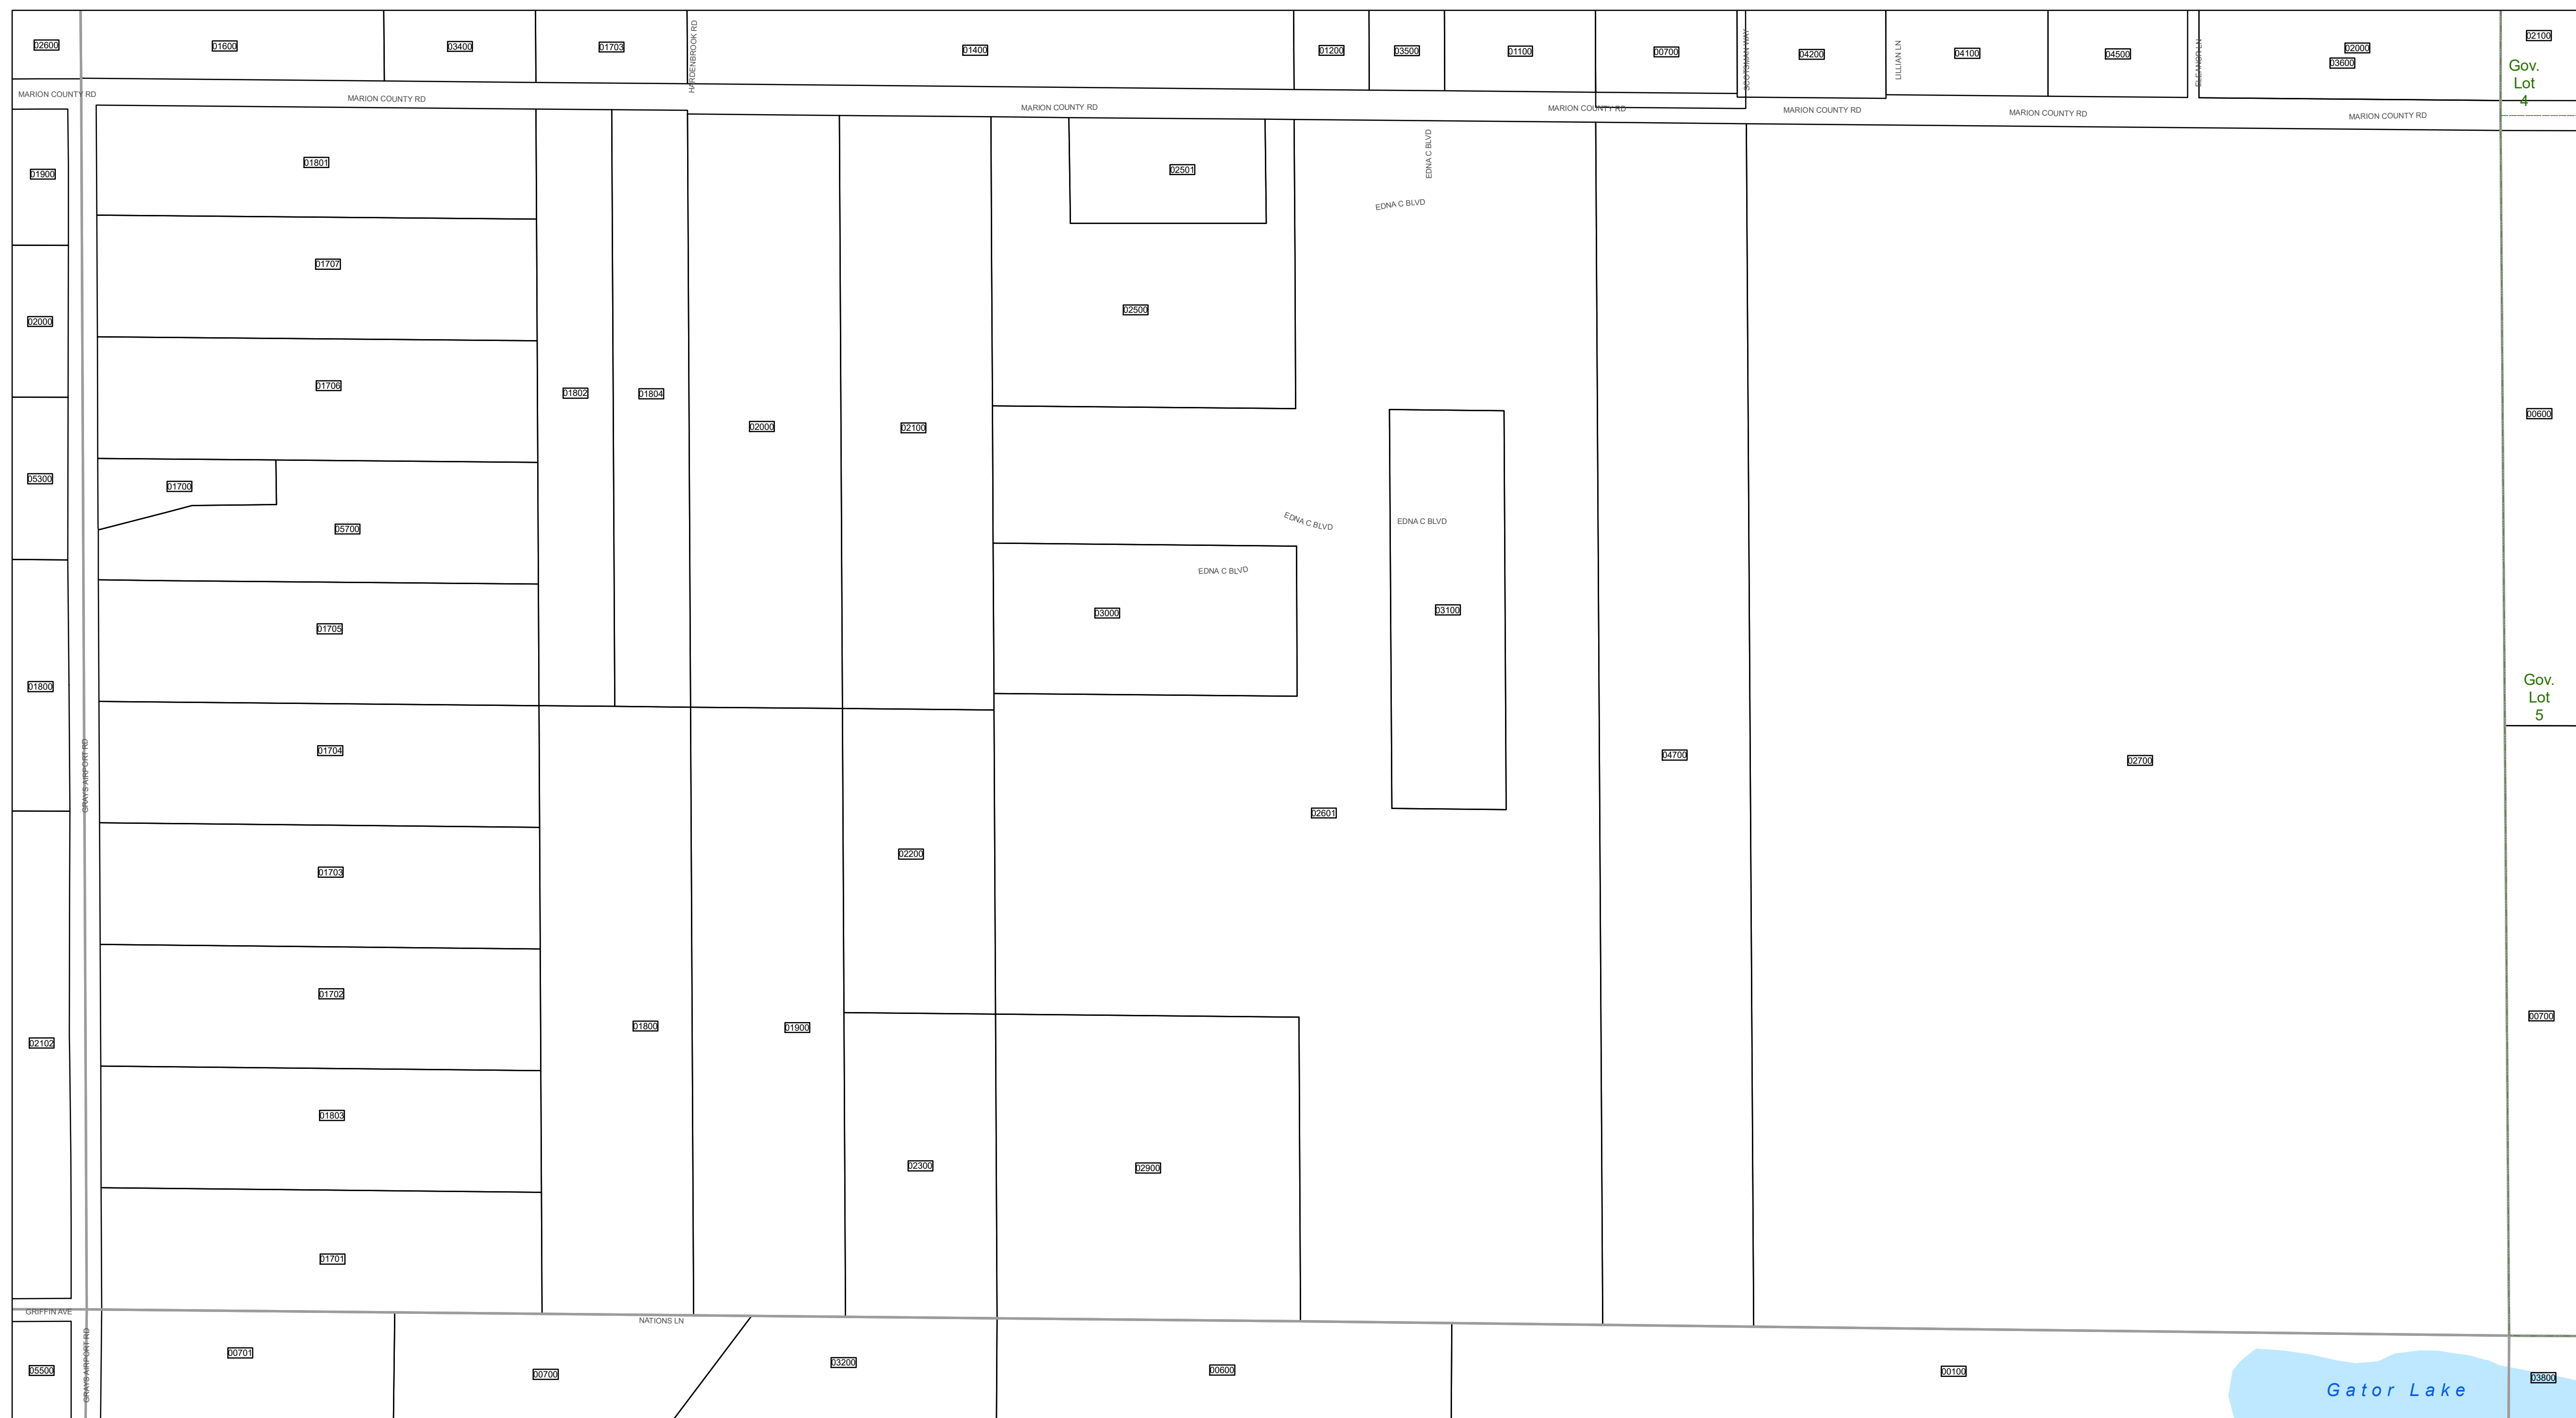 02600
01600
03400
01703
HARDENBROOK RD
01400
01200
03500
01100
00700
SCOTSMAN WAY
04200
LILLIAN LN
04100
04500
ELEANOR LN
02000
03600
02100
Gov.
Lot
4
MARION COUNTY RD
MARION COUNTY RD
MARION COUNTY RD
MARION COUNTY RD
MARION COUNTY RD
MARION COUNTY RD
MARION COUNTY RD
01900
01801
02501
EDNA C BLVD
EDNA C BLVD
01707
02500
02000
01706
01802
01804
02000
02100
00600
05300
01700
05700
EDNA C BLVD
EDNA C BLVD
EDNA C BLVD
03000
03100
01705
01800
Gov.
Lot
5
GRAYS AIRPORT RD
01704
04700
02700
02601
02200
01703
01702
01800
01900
00700
02102
01803
02300
02900
01701
GRIFFIN AVE
NATIONS LN
GRAYS AIRPORT RD
05500
00701
00700
03200
00600
00100
Gator Lake
03800